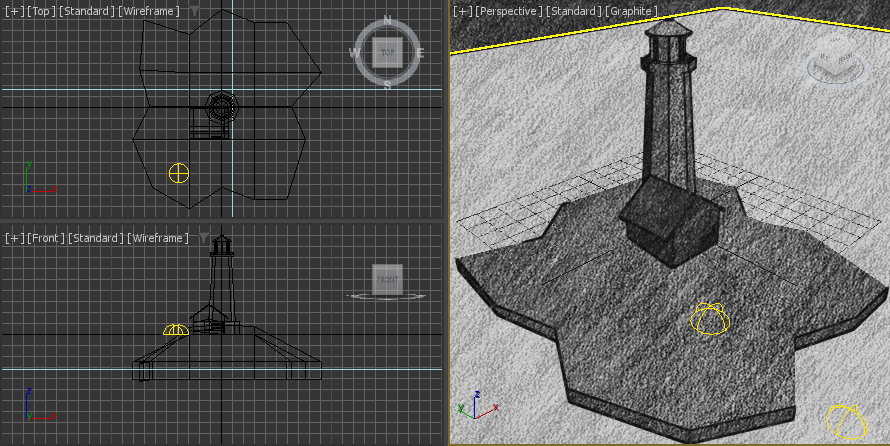 [+] [Top] [Standard] [Wireframe]
N
W TOP E
S
y
z x
[+] [Front] [Standard] [Wireframe]
FRONT
z
x
[+] [Perspective] [Standard] [Graphite]
z
y x